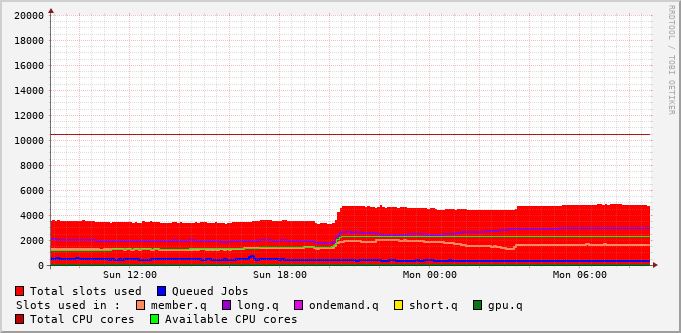 20000
18000
16000
14000
12000
10000
8000
6000
4000
2000
0
Sun 12:00 Sun 18:00 Mon 00:00 Mon 06:00
RRDTOOL / TOBI OETIKER
Total slots used Queued Jobs
Slots used in : member.q long.q ondemand.q short.q gpu.q
Total CPU cores Available CPU cores